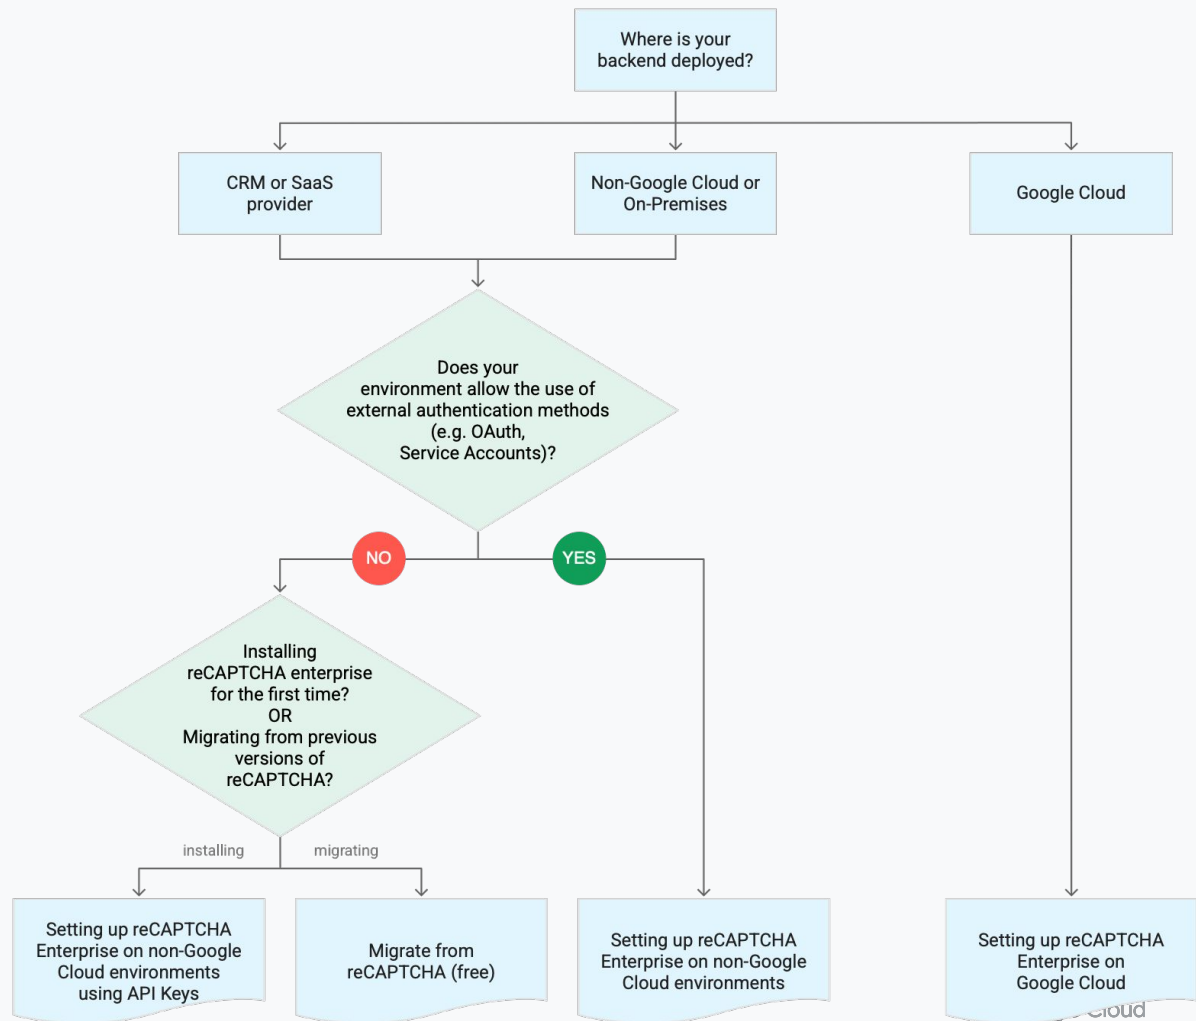 Where is your
backend deployed?
CRM or SaaS
provider
Non-Google Cloud or
On-Premises
Google Cloud
Does your
environment allow the use of
external authentication methods
(e.g. OAuth,
Service Accounts)?
NO
YES
Installing
reCAPTCHA enterprise
for the first time?
OR
Migrating from previous
versions of
reCAPTCHA?
installing
migrating
Setting up reCAPTCHA
Enterprise on non-Google
Cloud environments
using API Keys
Migrate from
reCAPTCHA (free)
Setting up reCAPTCHA
Enterprise on non-Google
Cloud environments
Setting up reCAPTCHA
Enterprise on
Google Cloud
Cloud